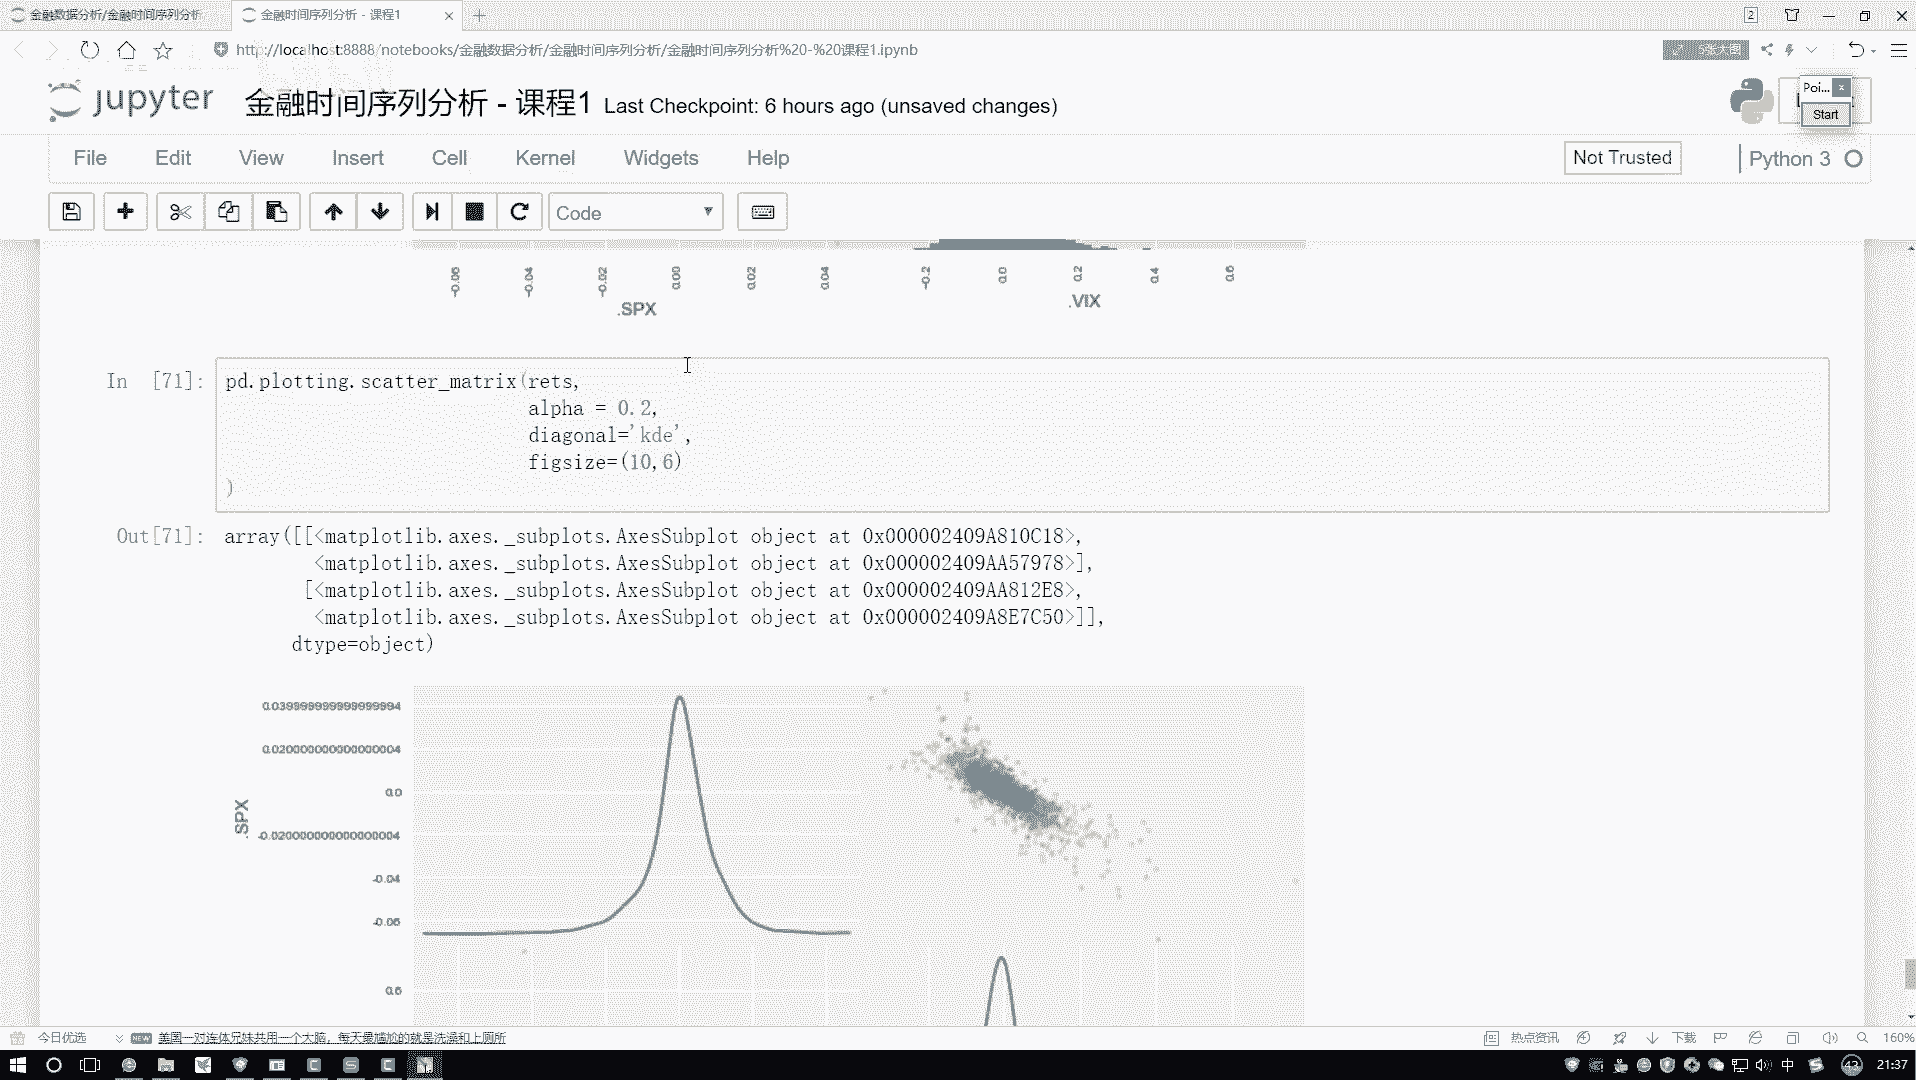 金融数据分析/金融时间序列分析
金融时间序列分析 - 课程1
2
http://localhost:8888/notebooks/金融数据分析/金融时间序列分析/金融时间序列分析%20-%20课程1.ipynb
5张大图
jupyter
金融时间序列分析 - 课程1 Last Checkpoint: 6 hours ago (unsaved changes)
Poi...
Start
File Edit View Insert Cell Kernel Widgets Help
Not Trusted
Python 3
Code
-0.06 -0.04 -0.02 0.00 0.02 0.04
-0.2 0.0 0.2 0.4 0.6
.SPX
.VIX
In [71]:
pd.plotting.scatter_matrix(rets,
alpha = 0.2,
diagonal='kde',
figsize=(10,6)
)
Out[71]:
array([[<matplotlib.axes._subplots.AxesSubplot object at 0x000002409A810C18>,
<matplotlib.axes._subplots.AxesSubplot object at 0x000002409AA57978>],
[<matplotlib.axes._subplots.AxesSubplot object at 0x000002409AA812E8>,
<matplotlib.axes._subplots.AxesSubplot object at 0x000002409A8E7C50>]],
dtype=object)
0.020000000000000004
0.0
.SPX
-0.020000000000000004
-0.04
-0.06
0.6
今日优选
NEW
美国一对连体兄妹共用一个大脑，每天最尴尬的就是洗澡和上厕所
热点资讯
下载
160%
中
43
21:37